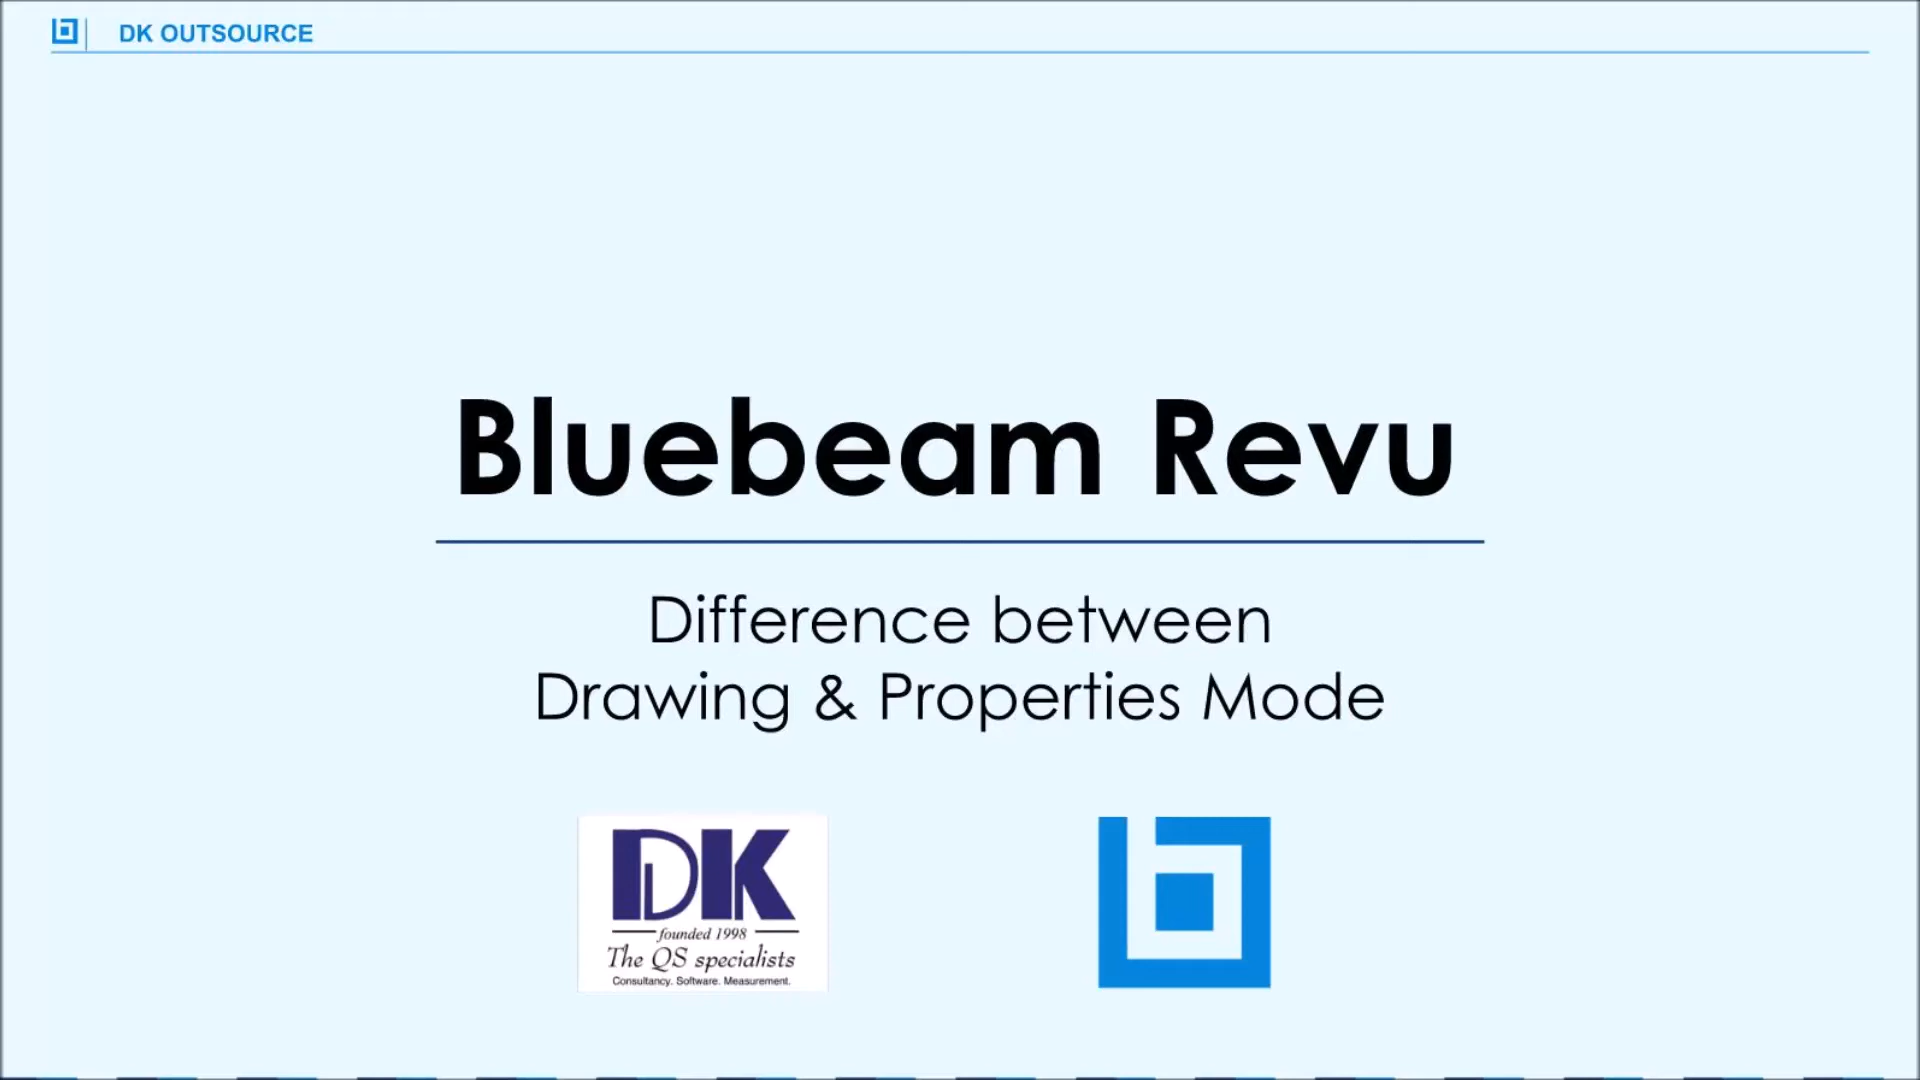 DK OUTSOURCE
Bluebeam Revu
Difference between
Drawing & Properties Mode
DK
founded 1998
The QS specialists
Consultancy. Software. Measurement.